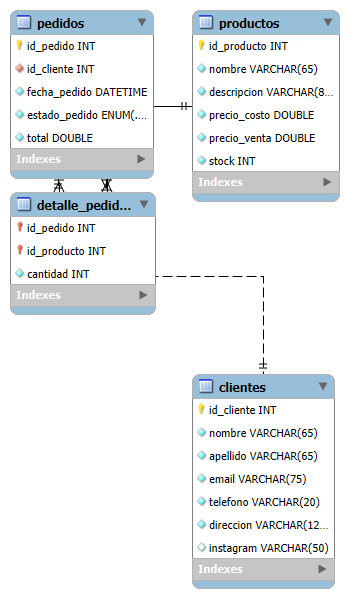 pedidos
id_pedido INT
id_cliente INT
fecha_pedido DATETIME
estado_pedido ENUM(...
total DOUBLE
Indexes
productos
id_producto INT
nombre VARCHAR(65)
descripcion VARCHAR(8...
precio_costo DOUBLE
precio_venta DOUBLE
stock INT
Indexes
detalle_pedid...
id_pedido INT
id_producto INT
cantidad INT
Indexes
clientes
id_cliente INT
nombre VARCHAR(65)
apellido VARCHAR(65)
email VARCHAR(75)
telefono VARCHAR(20)
direccion VARCHAR(12...
instagram VARCHAR(50)
Indexes